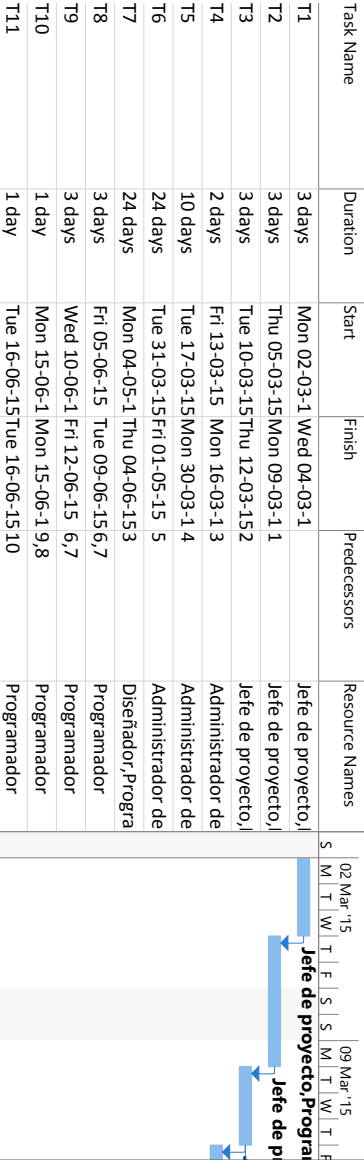 Task Name Duration Start Finish Predecessors Resource Names
T1 3 days Mon 02-03-1 Wed 04-03-1 Jefe de proyecto,I
T2 3 days Thu 05-03-15 Mon 09-03-1 1 Jefe de proyecto,I
T3 3 days Tue 10-03-15 Thu 12-03-15 2 Jefe de proyecto,I
T4 2 days Fri 13-03-15 Mon 16-03-1 3 Administrador de
T5 10 days Tue 17-03-15 Mon 30-03-1 4 Administrador de
T6 24 days Tue 31-03-15 Fri 01-05-15 5 Administrador de
T7 24 days Mon 04-05-1 Thu 04-06-15 3 Diseñador,Progra
T8 3 days Fri 05-06-15 Tue 09-06-15 6,7 Programador
T9 3 days Wed 10-06-1 Fri 12-06-15 6,7 Programador
T10 1 day Mon 15-06-1 Mon 15-06-1 9,8 Programador
T11 1 day Tue 16-06-15 Tue 16-06-15 10 Programador
02 Mar '15 09 Mar '15
S M T W T F S S M T W T F
Jefe de proyecto,Progra
Jefe de p